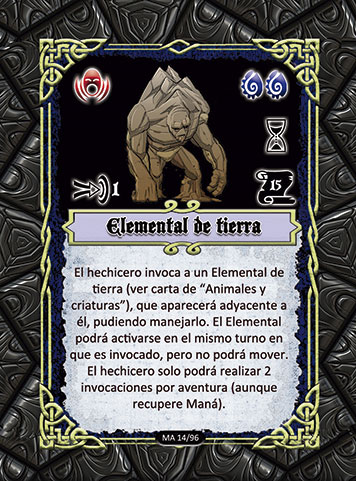 1
15
Elemental de tierra
El hechicero invoca a un Elemental de
tierra (ver carta de “Animales y
criaturas”), que aparecerá adyacente a
él, pudiendo manejarlo. El Elemental
podrá activarse en el mismo turno en
que es invocado, pero no podrá mover.
El hechicero solo podrá realizar 2
invocaciones por aventura (aunque
recupere Maná).
MA 14/96